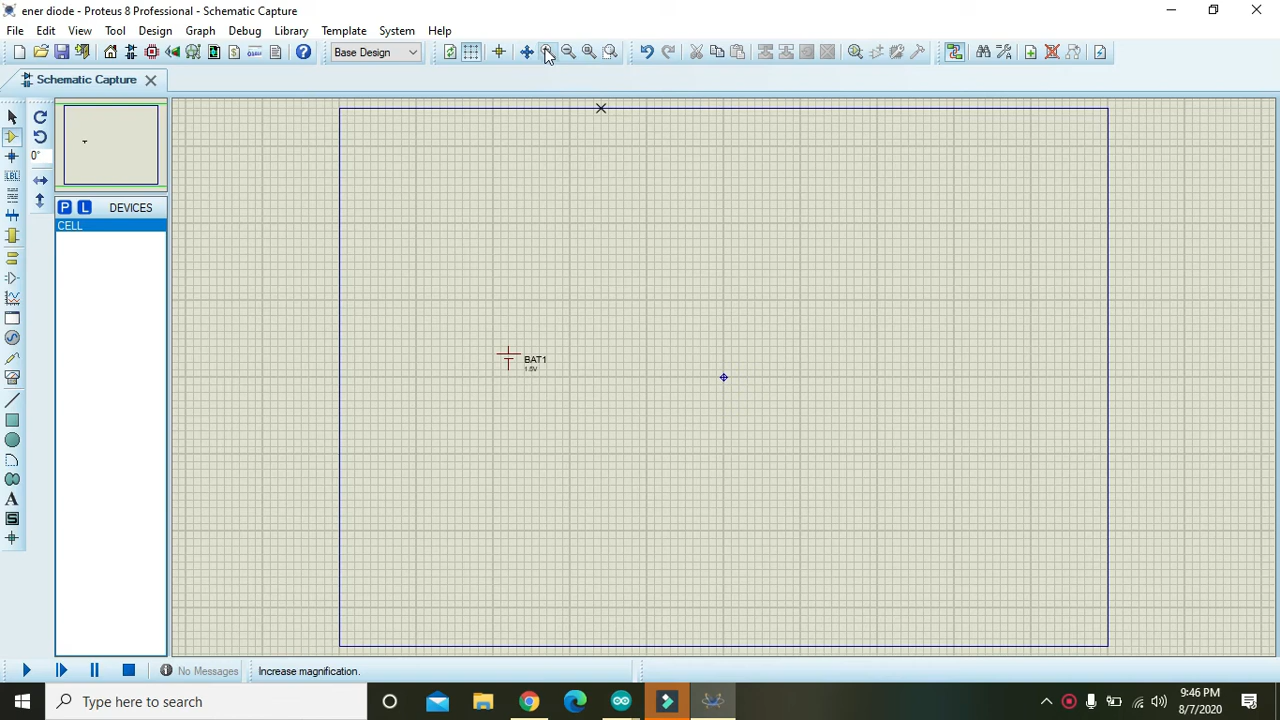 ener diode - Proteus 8 Professional - Schematic Capture
File Edit View Tool Design Graph Debug Library Template System Help
Base Design
Schematic Capture
0°
P L DEVICES
LBL
CELL
BAT1
1.5V
A
S
No Messages
Increase magnification.
Type here to search
9:46 PM
8/7/2020